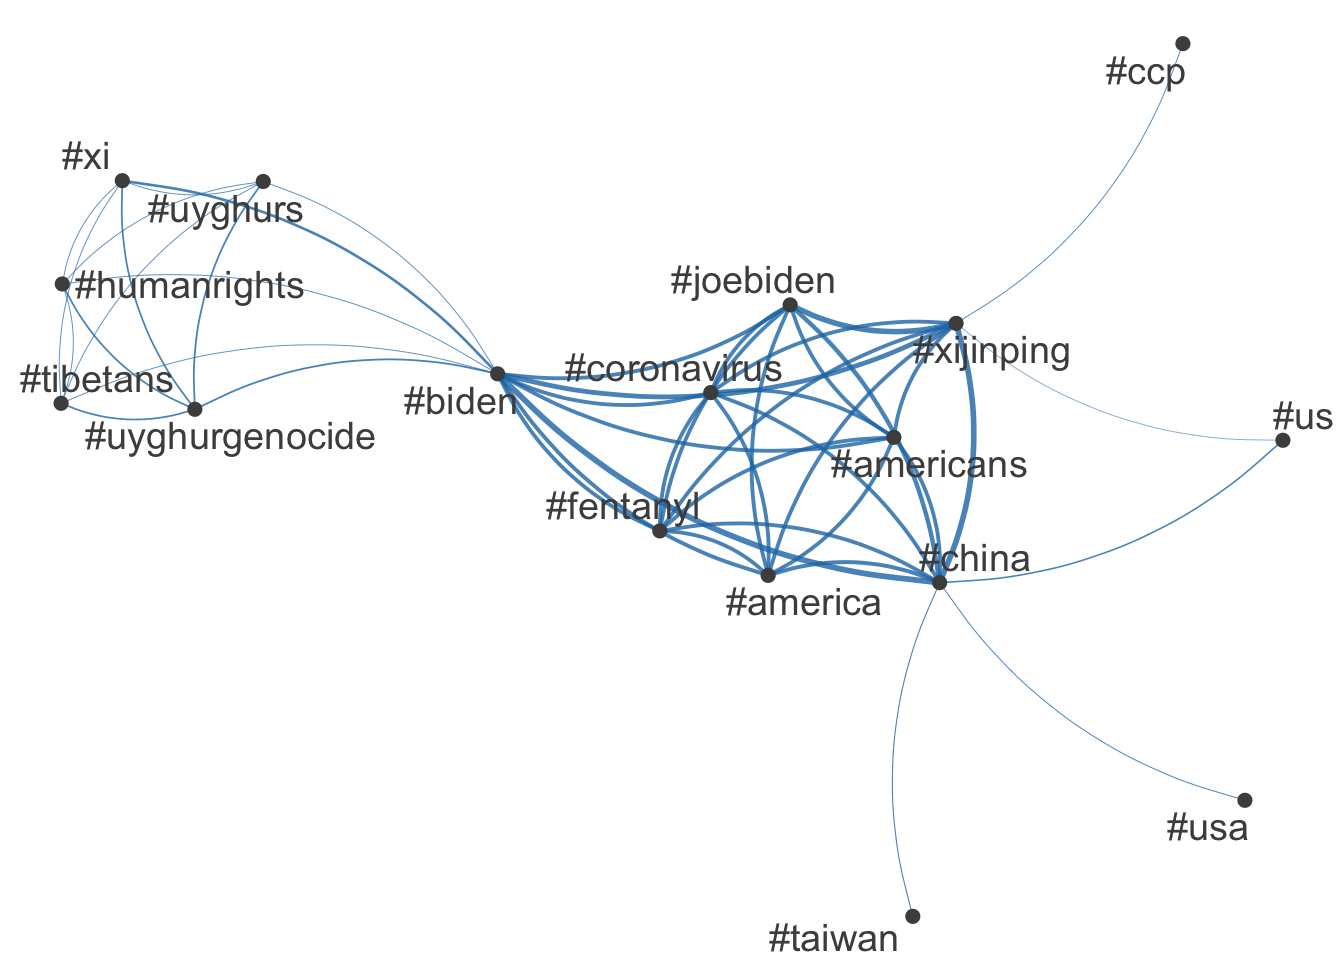 #ccp
#xi
#uyghurs
#humanrights
#joebiden
#xijinping
#coronavirus
#tibetans
#biden
#us
#uyghurgenocide
#americans
#fentanyl
#china
#america
#usa
#taiwan